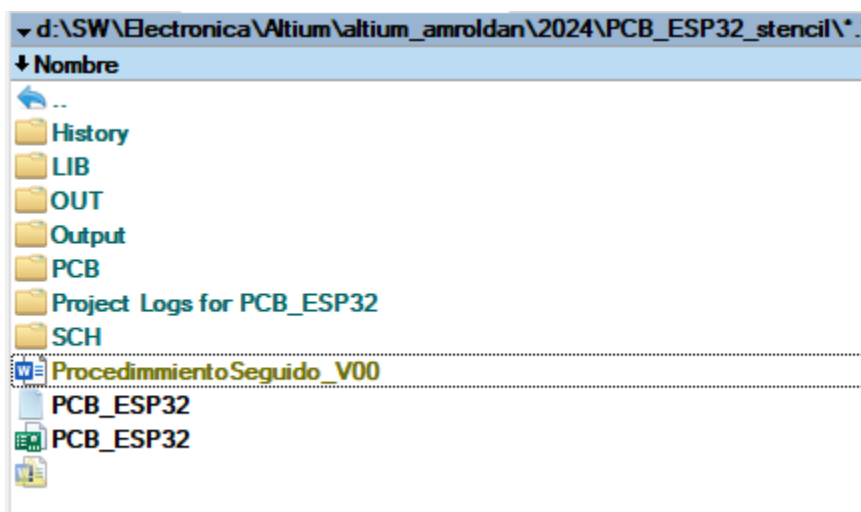 d:\SW\Electronica\Altium\altium_amroldan\2024\PCB_ESP32_stencil\*.
Nombre
..
History
LIB
OUT
Output
PCB
Project Logs for PCB_ESP32
SCH
ProcedimmientoSeguido_V00
PCB_ESP32
PCB_ESP32